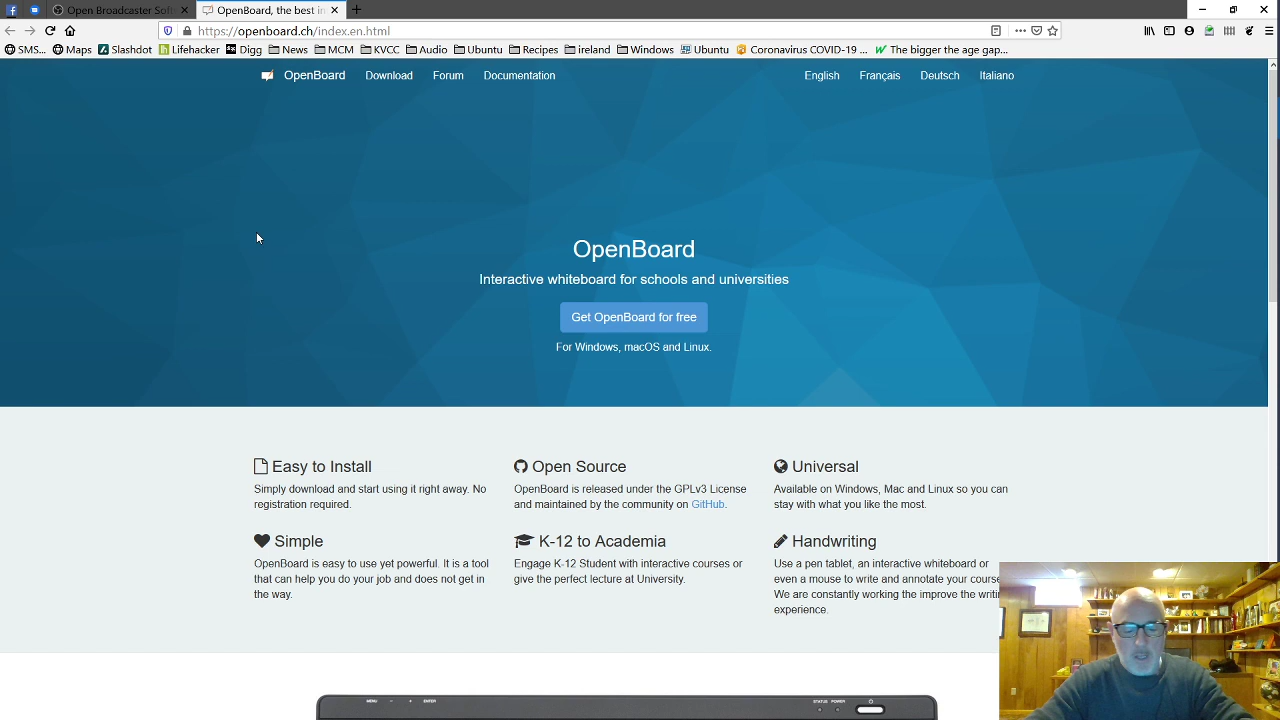 Open Broadcaster Soft
OpenBoard, the best in
https://openboard.ch/index.en.html
SMS... Maps Slashdot Lifehacker Digg News MCM KVCC Audio Ubuntu Recipes ireland Windows Ubuntu Coronavirus COVID-19 ... The bigger the age gap...
OpenBoard Download Forum Documentation English Français Deutsch Italiano
OpenBoard
Interactive whiteboard for schools and universities
Get OpenBoard for free
For Windows, macOS and Linux.
Easy to Install
Simply download and start using it right away. No
registration required.
Open Source
OpenBoard is released under the GPLv3 License
and maintained by the community on GitHub.
Universal
Available on Windows, Mac and Linux so you can
stay with what you like the most.
Simple
OpenBoard is easy to use yet powerful. It is a tool
that can help you do your job and does not get in
the way.
K-12 to Academia
Engage K-12 Student with interactive courses or
give the perfect lecture at University.
Handwriting
Use a pen tablet, an interactive whiteboard or
even a mouse to write and annotate your course
We are constantly working the improve the writin
experience.
MENU - + ENTER STATUS POWER